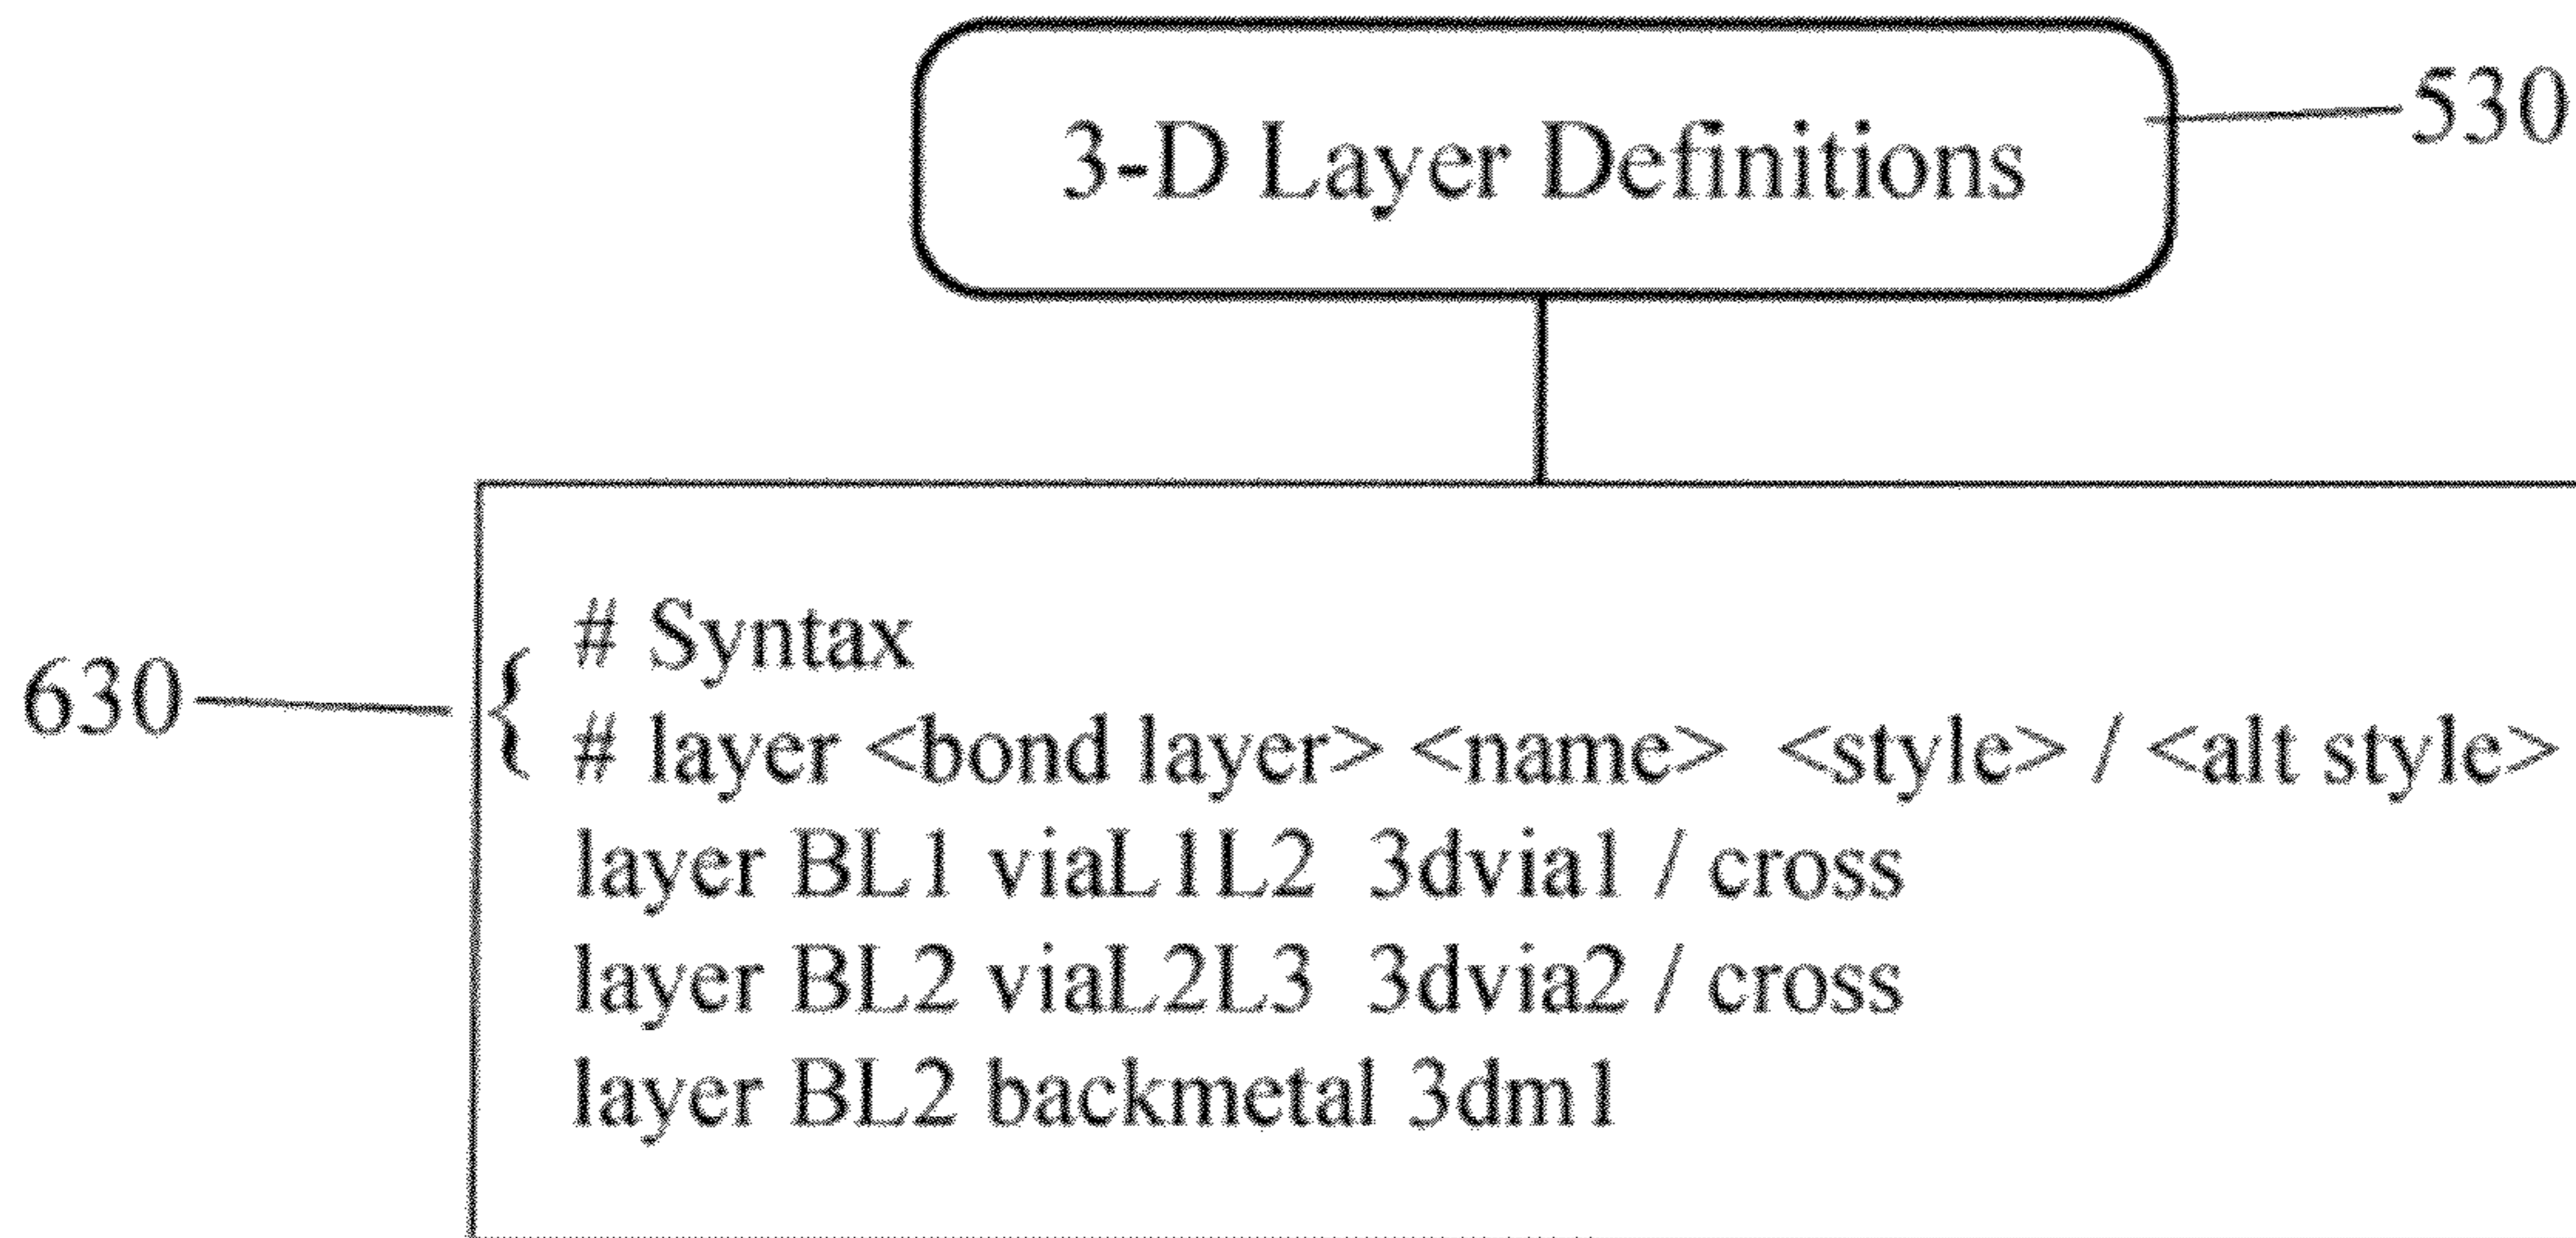 3-D Layer Definitions
530
630
{
# Syntax
# layer <bond layer> <name> <style> / <alt style>
layer BL1 viaL1L2 3dvia1 / cross
layer BL2 viaL2L3 3dvia2 / cross
layer BL2 backmetal 3dm1